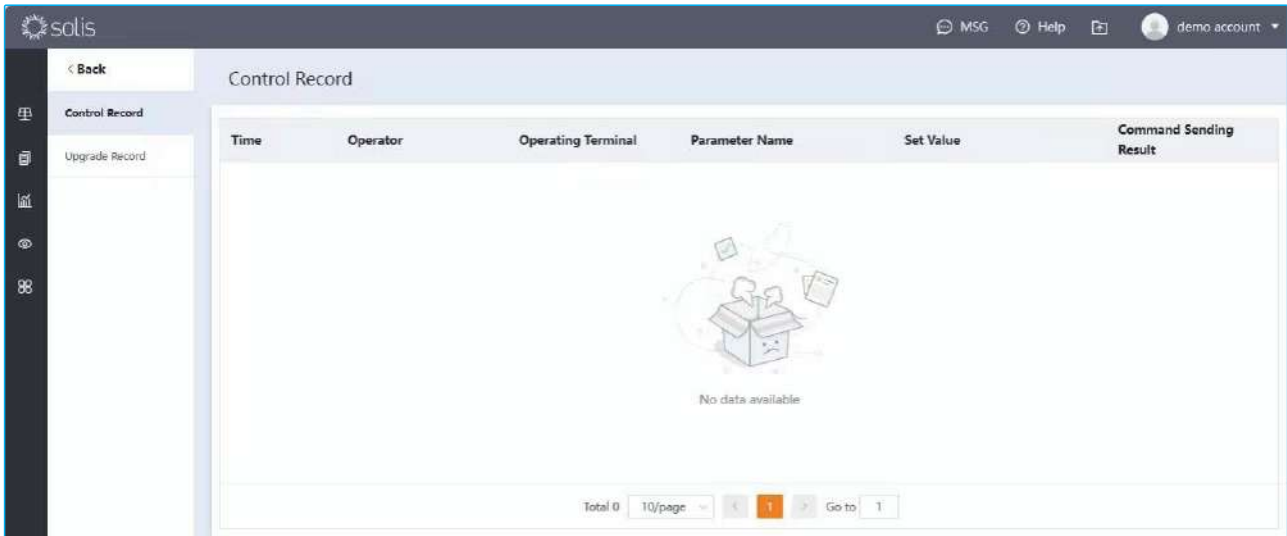 solis
MSG Help demo account
< Back
Control Record
Control Record
Upgrade Record
Time Operator Operating Terminal Parameter Name Set Value Command Sending Result
No data available
Total 0 10/page < 1 > Go to 1